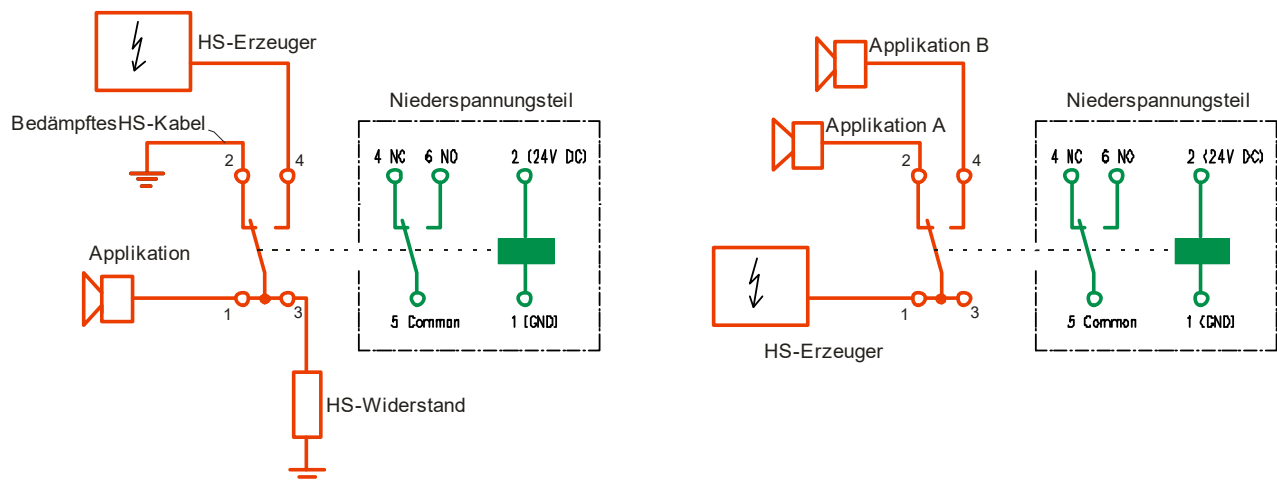 HS-Erzeuger
BedämpftesHS-Kabel
2
4
Niederspannungsteil
4 NC
6 NO
2 (24V DC)
Applikation
1
3
5 Common
1 (GND)
HS-Widerstand
Applikation B
Applikation A
2
4
Niederspannungsteil
4 NC
6 NO
2 (24V DC)
HS-Erzeuger
1
3
5 Common
1 (GND)